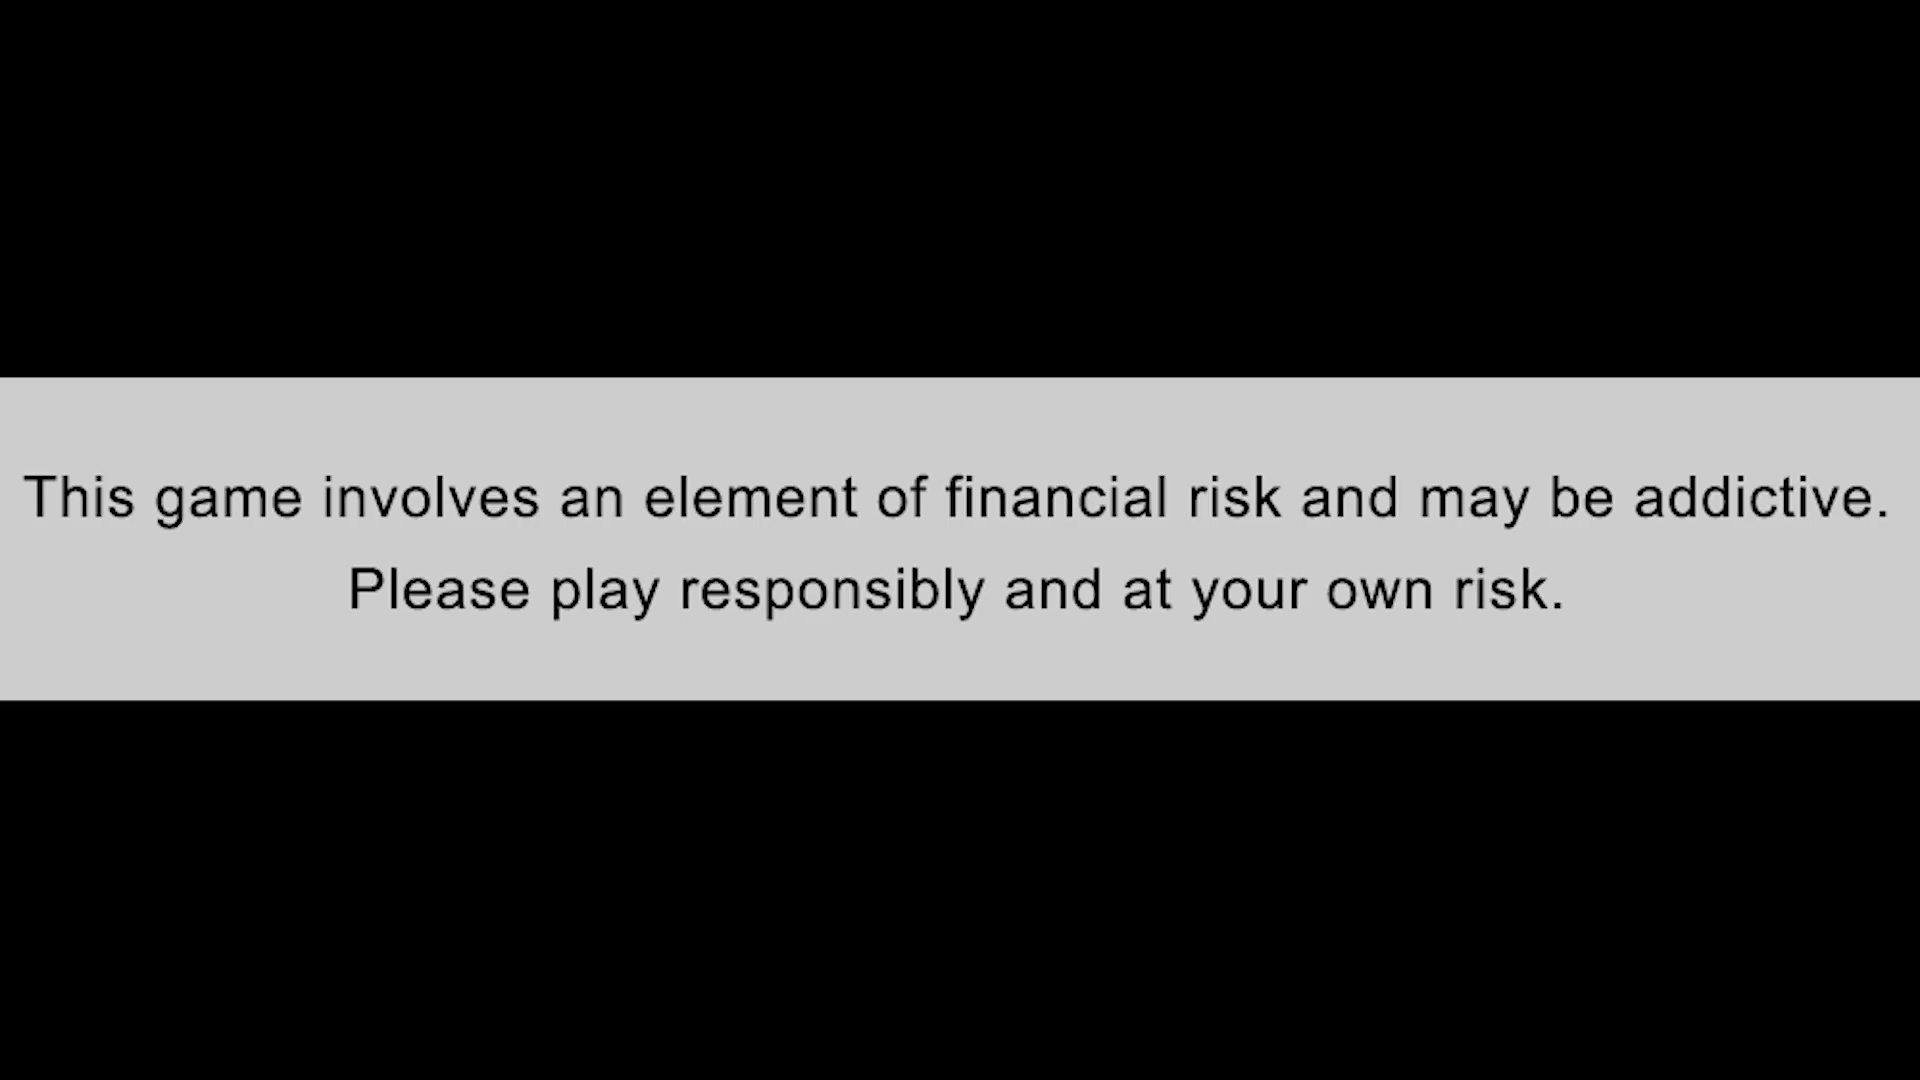 This game involves an element of financial risk and may be addictive.
Please play responsibly and at your own risk.